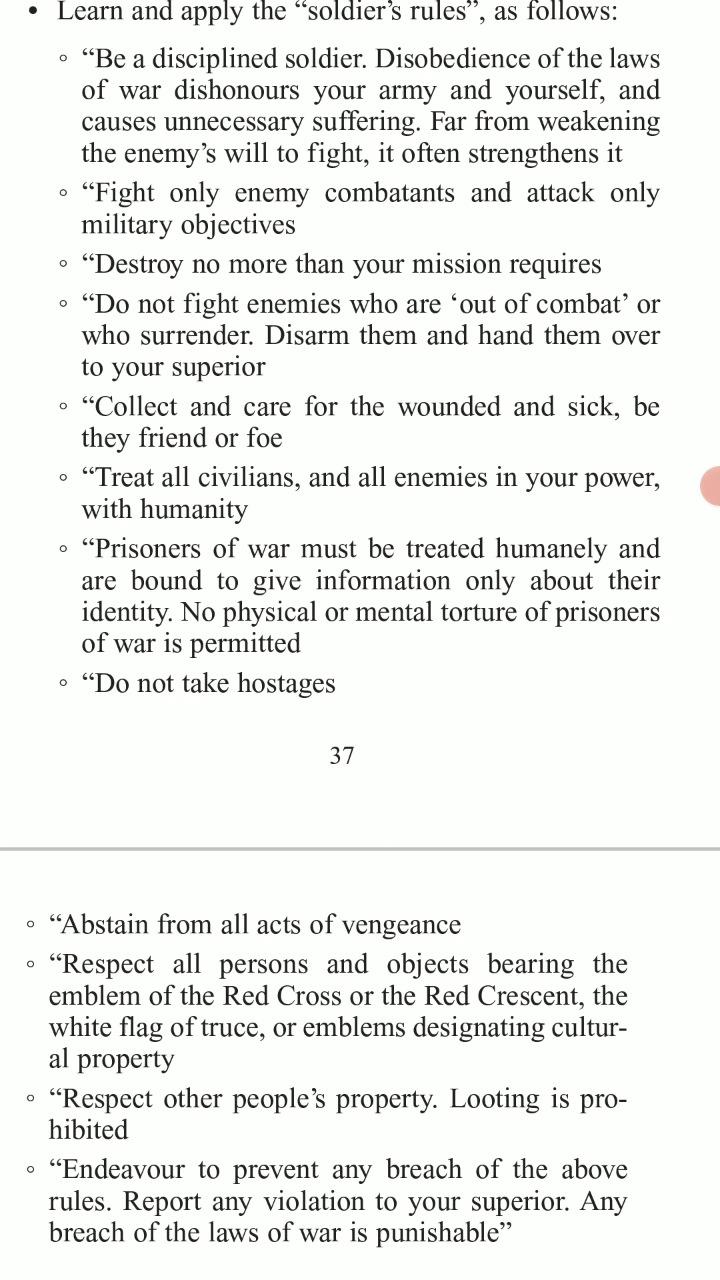 • Learn and apply the “soldier’s rules”, as follows:
◦ “Be a disciplined soldier. Disobedience of the laws
of war dishonours your army and yourself, and
causes unnecessary suffering. Far from weakening
the enemy’s will to fight, it often strengthens it
◦ “Fight only enemy combatants and attack only
military objectives
◦ “Destroy no more than your mission requires
◦ “Do not fight enemies who are ‘out of combat’ or
who surrender. Disarm them and hand them over
to your superior
◦ “Collect and care for the wounded and sick, be
they friend or foe
◦ “Treat all civilians, and all enemies in your power,
with humanity
◦ “Prisoners of war must be treated humanely and
are bound to give information only about their
identity. No physical or mental torture of prisoners
of war is permitted
◦ “Do not take hostages
37
◦ “Abstain from all acts of vengeance
◦ “Respect all persons and objects bearing the
emblem of the Red Cross or the Red Crescent, the
white flag of truce, or emblems designating cultur-
al property
◦ “Respect other people’s property. Looting is pro-
hibited
◦ “Endeavour to prevent any breach of the above
rules. Report any violation to your superior. Any
breach of the laws of war is punishable”